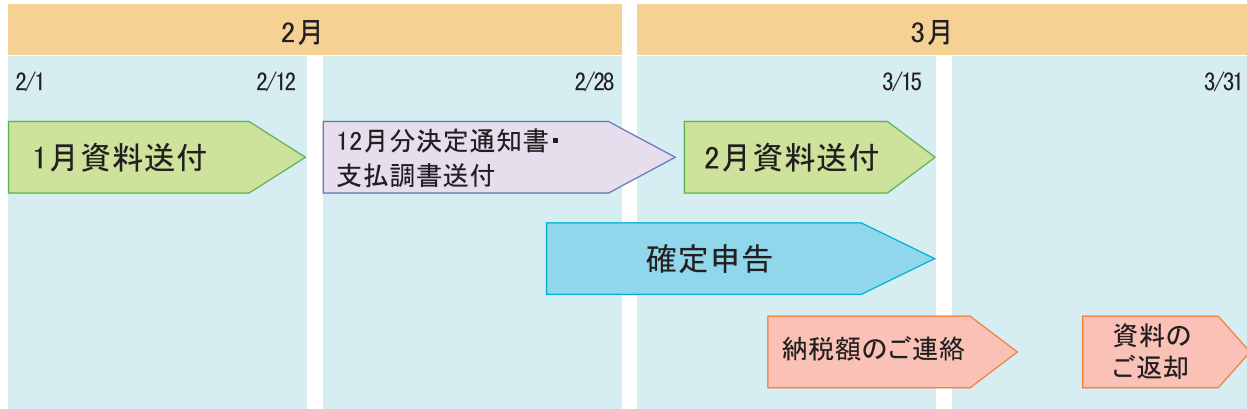 2月
3月
2/1
2/12
2/28
3/15
3/31
1月資料送付
12月分決定通知書・
支払調書送付
2月資料送付
確定申告
納税額のご連絡
資料の
ご返却